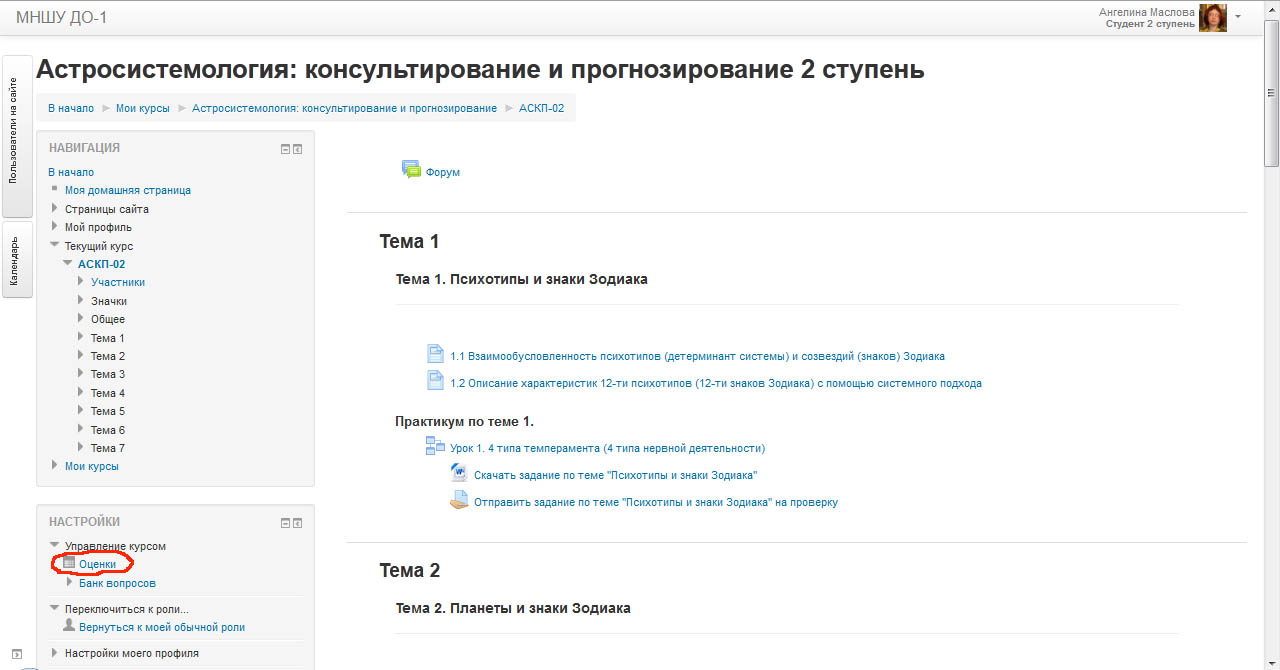 МНШУ ДО-1
Ангелина Маслова
Студент 2 ступень
Пользователи на сайте
Календарь
Астросистемология: консультирование и прогнозирование 2 ступень
В начало Мои курсы Астросистемология: консультирование и прогнозирование АСКП-02
НАВИГАЦИЯ
В начало
Моя домашняя страница
Страницы сайта
Мой профиль
Текущий курс
АСКП-02
Участники
Значки
Общее
Тема 1
Тема 2
Тема 3
Тема 4
Тема 5
Тема 6
Тема 7
Мои курсы
НАСТРОЙКИ
Управление курсом
Оценки
Банк вопросов
Переключиться к роли...
Вернуться к моей обычной роли
Настройки моего профиля
Форум
Тема 1
Тема 1. Психотипы и знаки Зодиака
1.1 Взаимообусловленность психотипов (детерминант системы) и созвездий (знаков) Зодиака
1.2 Описание характеристик 12-ти психотипов (12-ти знаков Зодиака) с помощью системного подхода
Практикум по теме 1.
Урок 1. 4 типа темперамента (4 типа нервной деятельности)
Скачать задание по теме "Психотипы и знаки Зодиака"
Отправить задание по теме "Психотипы и знаки Зодиака" на проверку
Тема 2
Тема 2. Планеты и знаки Зодиака